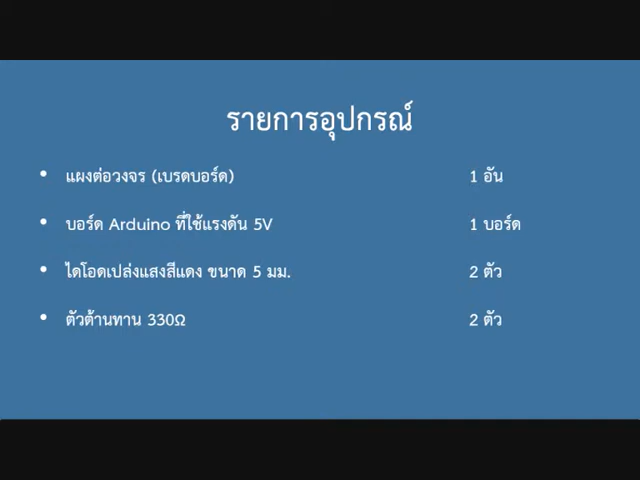 รายการอุปกรณ์
• แผงต่อวงจร (เบรดบอร์ด) 1 อัน
• บอร์ด Arduino ที่ใช้แรงดัน 5V 1 บอร์ด
• ไดโอดเปล่งแสงสีแดง ขนาด 5 มม. 2 ตัว
• ตัวต้านทาน 330Ω 2 ตัว